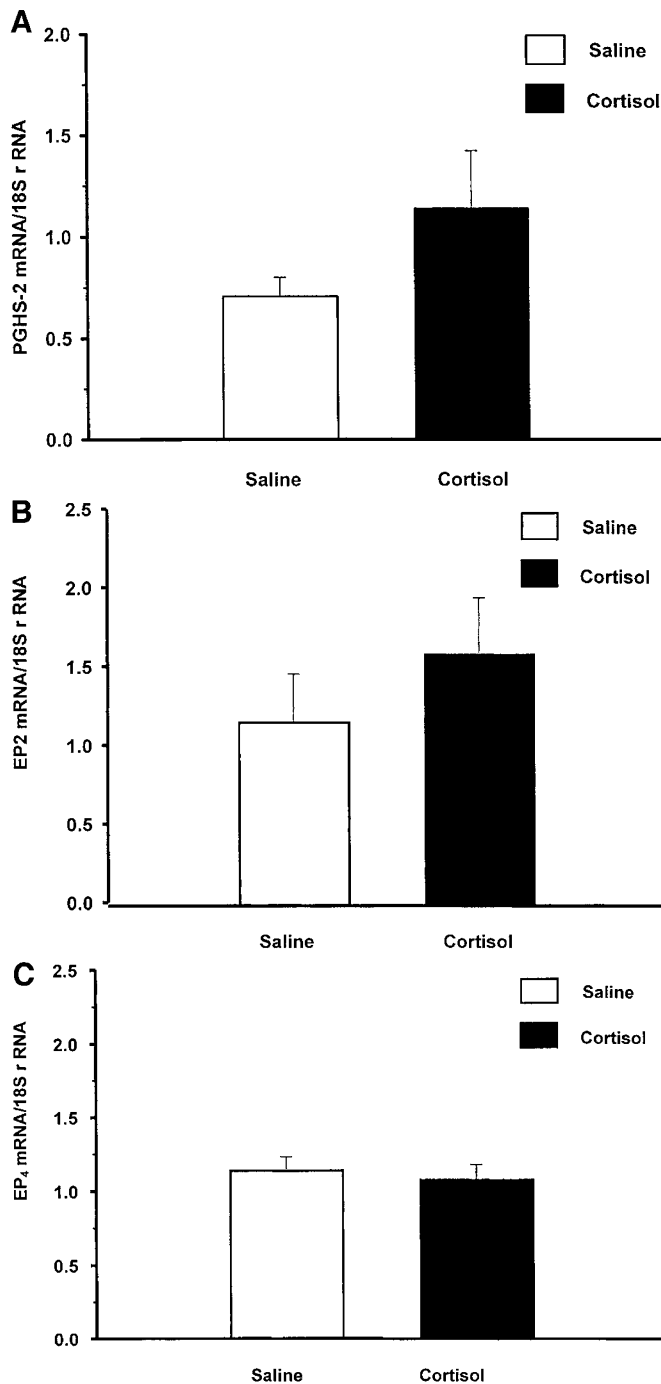 A
PGHS-2 mRNA/18S r RNA
2.0
1.5
1.0
0.5
0.0
Saline
Cortisol
Saline
Cortisol
B
EP2 mRNA/18S r RNA
2.5
2.0
1.5
1.0
0.5
0.0
Saline
Cortisol
Saline
Cortisol
C
EP₄ mRNA/18S r RNA
2.5
2.0
1.5
1.0
0.5
0.0
Saline
Cortisol
Saline
Cortisol